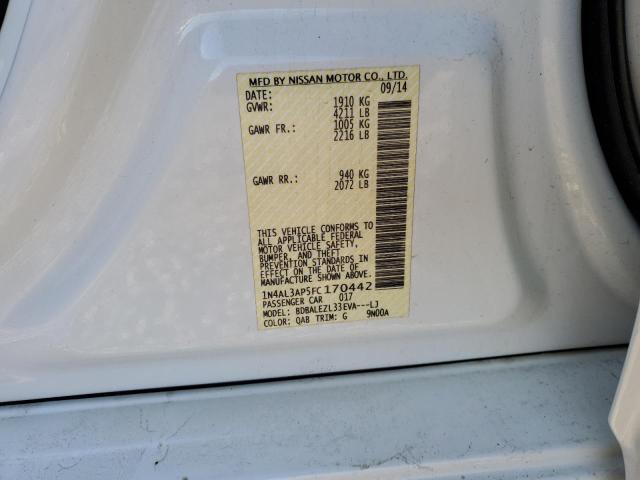 MFD BY NISSAN MOTOR CO., LTD.
DATE: 09/14
GVWR: 1910 KG
4211 LB
GAWR FR.: 1005 KG
2216 LB
GAWR RR.: 940 KG
2072 LB
THIS VEHICLE CONFORMS TO
ALL APPLICABLE FEDERAL
MOTOR VEHICLE SAFETY,
BUMPER, AND THEFT
PREVENTION STANDARDS IN
EFFECT ON THE DATE OF
MANUFACTURE SHOWN ABOVE.
1N4AL3AP5FC170442
PASSENGER CAR 017
MODEL: BDBALEZL33EVA---LJ
COLOR: QAB TRIM: G 9N00A